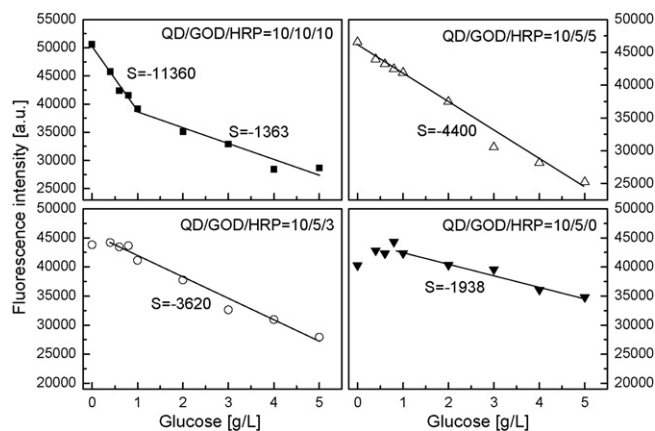 QD/GOD/HRP=10/10/10
QD/GOD/HRP=10/5/5
55000
50000
45000
40000
35000
30000
25000
S=-11360
S=-1363
S=-4400
50000
45000
40000
35000
30000
25000
Fluorescence intensity [a.u.]
QD/GOD/HRP=10/5/3
QD/GOD/HRP=10/5/0
50000
45000
40000
35000
30000
25000
20000
S=-3620
S=-1938
50000
45000
40000
35000
30000
25000
20000
0 1 2 3 4 5
0 1 2 3 4 5
Glucose [g/L]
Glucose [g/L]